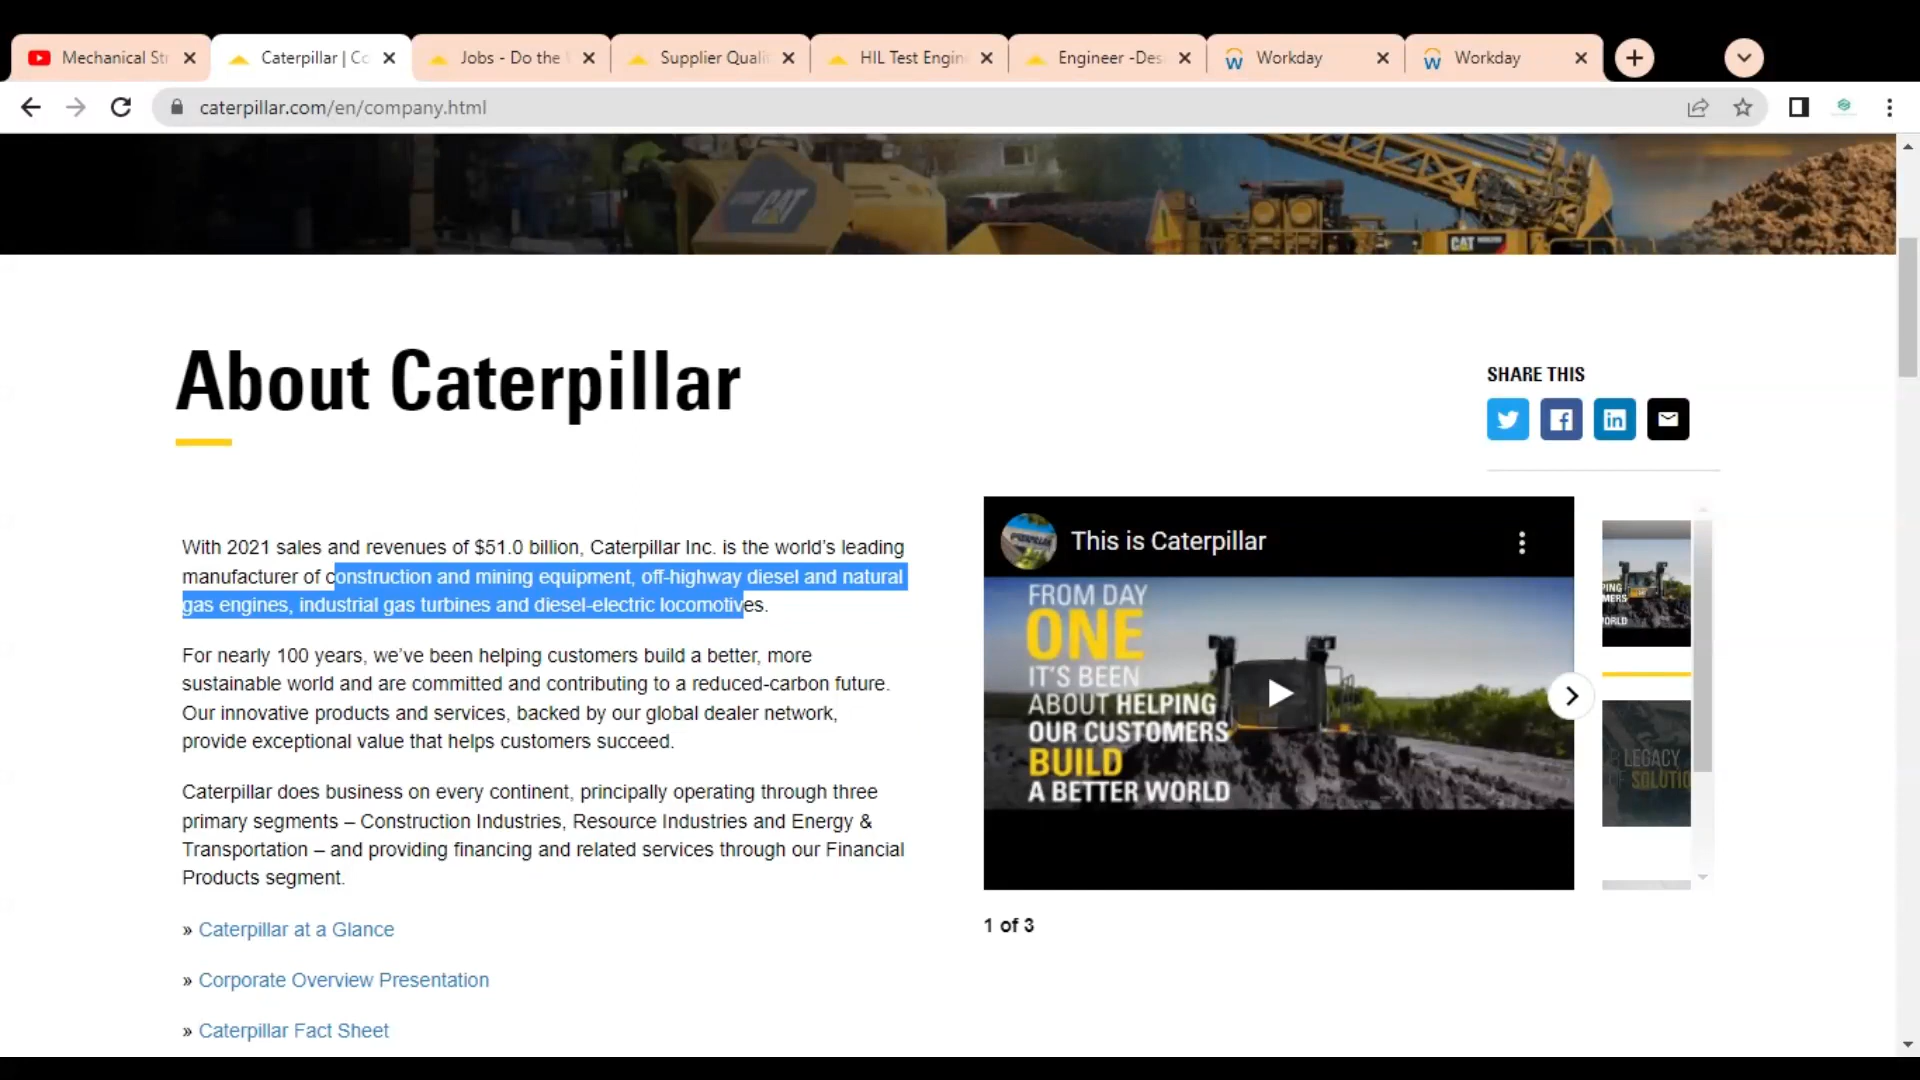 Mechanical Str
Caterpillar | Co
Jobs - Do the
Supplier Quali
HIL Test Engin
Engineer -Des
Workday
Workday
caterpillar.com/en/company.html
CAT
CAT
About Caterpillar
SHARE THIS
With 2021 sales and revenues of $51.0 billion, Caterpillar Inc. is the world’s leading
manufacturer of construction and mining equipment, off-highway diesel and natural
gas engines, industrial gas turbines and diesel-electric locomotives.
For nearly 100 years, we’ve been helping customers build a better, more
sustainable world and are committed and contributing to a reduced-carbon future.
Our innovative products and services, backed by our global dealer network,
provide exceptional value that helps customers succeed.
Caterpillar does business on every continent, principally operating through three
primary segments – Construction Industries, Resource Industries and Energy &
Transportation – and providing financing and related services through our Financial
Products segment.
» Caterpillar at a Glance
» Corporate Overview Presentation
» Caterpillar Fact Sheet
This is Caterpillar
FROM DAY
ONE
IT’S BEEN
ABOUT HELPING
OUR CUSTOMERS
BUILD
A BETTER WORLD
1 of 3
PING
MERS
ORLD
LEGACY
OF SOLUTIO